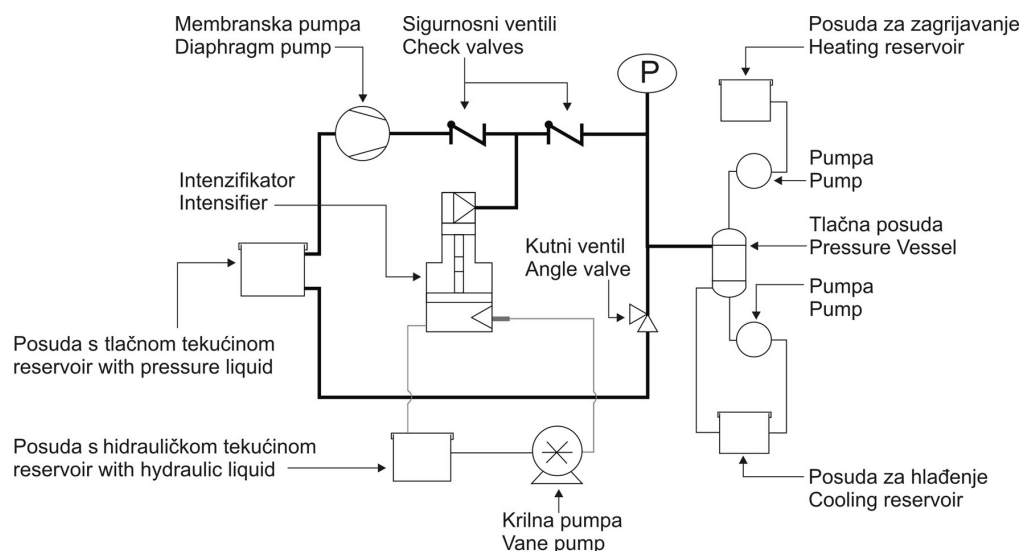 Membranska pumpa
Diaphragm pump
Sigurnosni ventili
Check valves
Posuda za zagrijavanje
Heating reservoir
P
Pumpa
Pump
Intenzifikator
Intensifier
Tlačna posuda
Pressure Vessel
Kutni ventil
Angle valve
Pumpa
Pump
Posuda s tlačnom tekućinom
reservoir with pressure liquid
Posuda s hidrauličkom tekućinom
reservoir with hydraulic liquid
Posuda za hlađenje
Cooling reservoir
Krilna pumpa
Vane pump